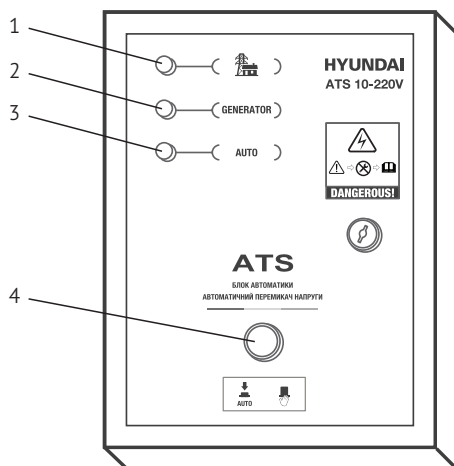 1
2
3
4
HYUNDAI
ATS 10-220V
GENERATOR
AUTO
DANGEROUS!
ATS
БЛОК АВТОМАТИКИ
АВТОМАТИЧНИЙ ПЕРЕМИКАЧ НАПРУГИ
AUTO